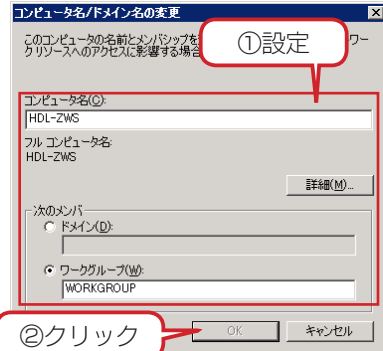 コンピュータ名/ドメイン名の変更
このコンピュータの名前とメンバシップを
ワー
クリソースへのアクセスに影響する場合
①設定
コンピュータ名(C):
HDL-ZWS
フル コンピュータ名:
HDL-ZWS
詳細(M)...
次のメンバ
ドメイン(D):
ワークグループ(W):
WORKGROUP
②クリック
OK
キャンセル